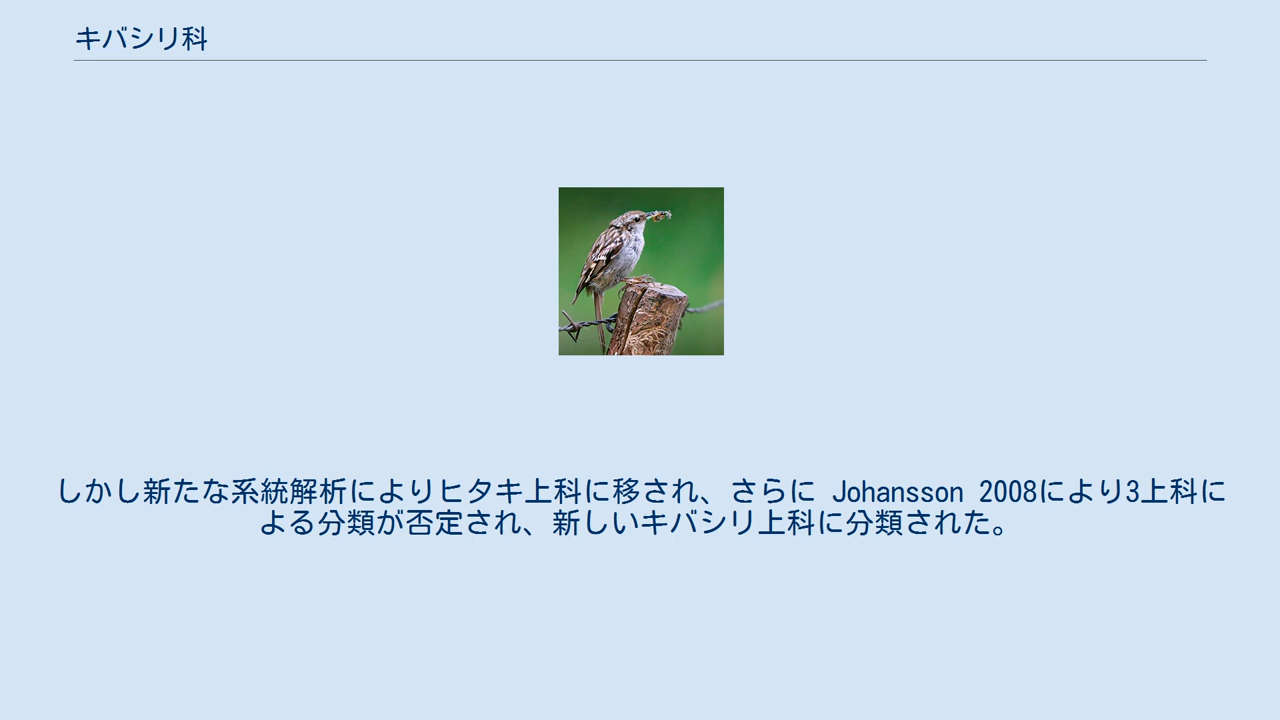 キバシリ科
しかし新たな系統解析によりヒタキ上科に移され、さらに Johansson 2008により3上科に
よる分類が否定され、新しいキバシリ上科に分類された。